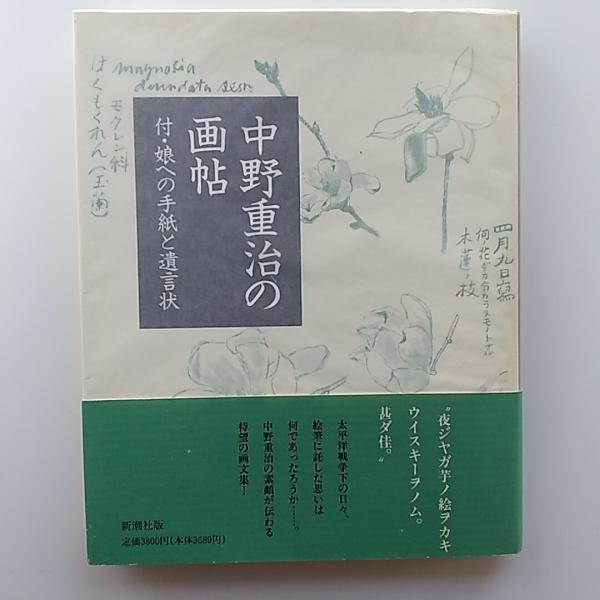 中野重治の
画帖
付・娘への手紙と遺言状
magnolia
denudata Desr.
はくもくれん(玉蘭)
モクレン科
四月九日寫
木蓮ノ枝
“夜ジヤガ芋ノ絵ヲカキ
ウイスキーヲノム。
甚ダ佳。”
太平洋戦争下の日々、
絵筆に託した思いは
何であったろうか……。
中野重治の素顔が伝わる
待望の画文集！
新潮社版
定価3800円(本体3689円)